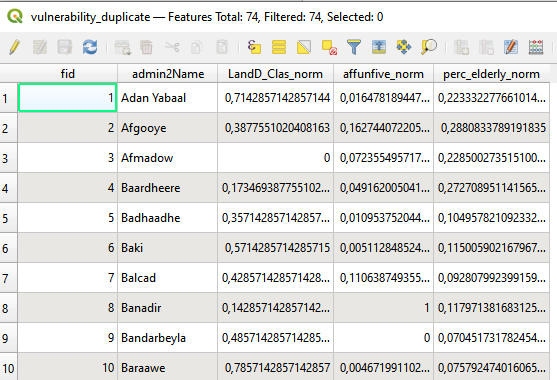 vulnerability_duplicate — Features Total: 74, Filtered: 74, Selected: 0
fid admin2Name LandD_Clas_norm affunfive_norm perc_elderly_norm
1 1 Adan Yabaal 0,7142857142857144 0,016478189447... 0,223332277661014...
2 2 Afgooye 0,3877551020408163 0,162744072205... 0,2880833789191835
3 3 Afmadow 0 0,072355495717... 0,228500273515100...
4 4 Baardheere 0,173469387755102... 0,049162005041... 0,272708951141565...
5 5 Badhaadhe 0,357142857142857... 0,010953752044... 0,104957821092332...
6 6 Baki 0,5714285714285715 0,005112848524... 0,115005902167967...
7 7 Balcad 0,428571428571428... 0,110638749355... 0,092807992399159...
8 8 Banadir 0,142857142857142... 1 0,117971381683125...
9 9 Bandarbeyla 0,485714285714285... 0 0,070451731782454...
10 10 Baraawe 0,7857142857142857 0,004671991102... 0,075792474016065...